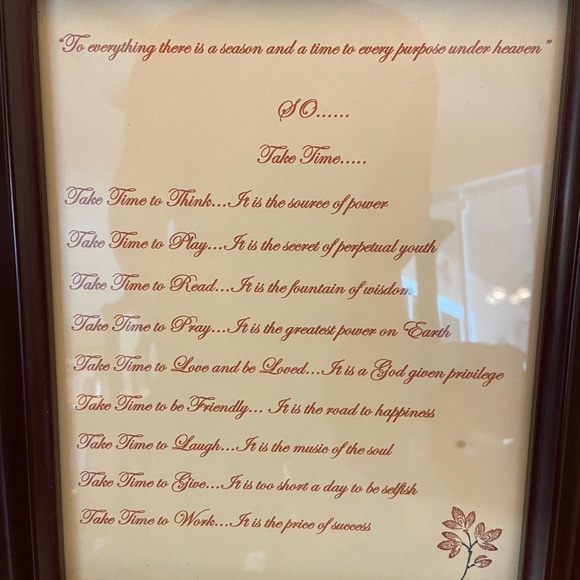 "To everything there is a season and a time to every purpose under heaven"
SO......
Take Time.....
Take Time to Think...It is the source of power
Take Time to Play...It is the secret of perpetual youth
Take Time to Read...It is the fountain of wisdom
Take Time to Pray...It is the greatest power on Earth
Take Time to Love and be Loved...It is a God given privilege
Take Time to be Friendly... It is the road to happiness
Take Time to Laugh...It is the music of the soul
Take Time to Give...It is too short a day to be selfish
Take Time to Work...It is the price of success